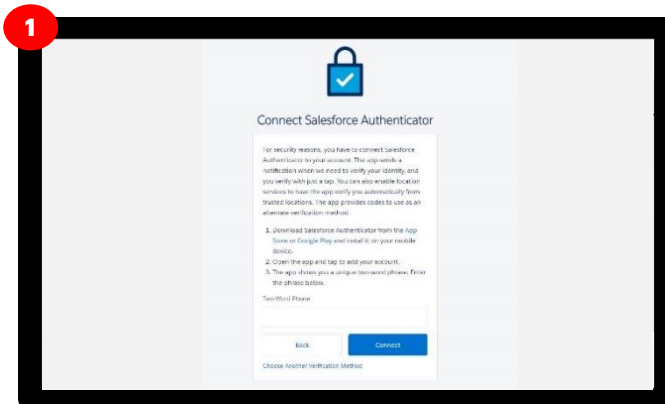 1
Connect Salesforce Authenticator
For security reasons, you have to connect Salesforce
Authenticator to your account. The app sends a
notification when we need to verify your identity, and
you verify with just a tap. You can also enable location
services to have the app verify you automatically from
trusted locations. The app provides codes to use as an
alternate verification method.
1. Download Salesforce Authenticator from the App
Store or Google Play and install it on your mobile
device.
2. Open the app and tap to add your account.
3. The app shows you a unique two-word phrase. Enter
the phrase below.
Two-Word Phrase
Back
Connect
Choose Another Verification Method